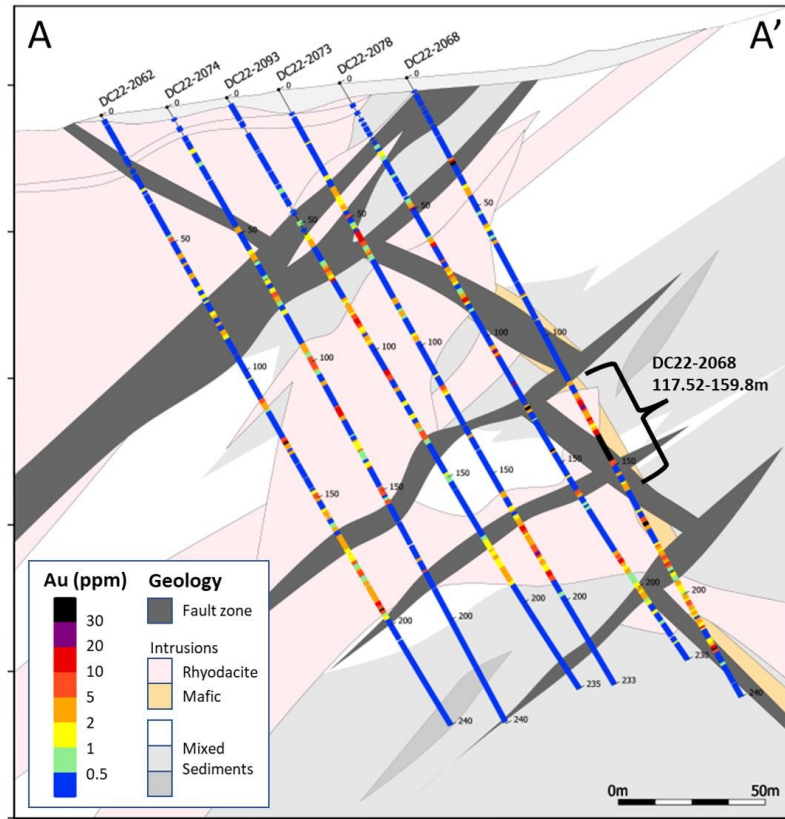 A
A'
DC22-2062
DC22-2074
DC22-2093
DC22-2073
DC22-2078
DC22-2068
0
0
0
0
0
0
50
50
50
50
50
50
100
100
100
100
100
100
DC22-2068
117.52-159.8m
150
150
150
150
150
150
200
200
200
200
200
200
240
240
235
233
230
240
Au (ppm)
30
20
10
5
2
1
0.5
Geology
Fault zone
Intrusions
Rhyodacite
Mafic
Mixed
Sediments
0m
50m